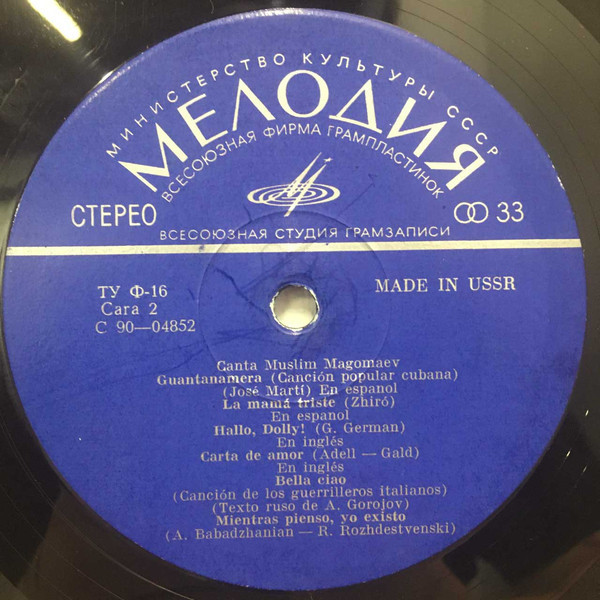 МИНИСТЕРСТВО КУЛЬТУРЫ СССР
МЕЛОДИЯ
ВСЕСОЮЗНАЯ ФИРМА ГРАМПЛАСТИНОК
СТЕРЕО
33
ВСЕСОЮЗНАЯ СТУДИЯ ГРАМЗАПИСИ
ТУ Ф-16
MADE IN USSR
Cara 2
С 90—04852
Canta Muslim Magomaev
Guantanamera (Canción popular cubana)
(José Martí) En espanol
La mamá triste (Zhiró)
En espanol
Hallo, Dolly! (G. German)
En inglés
Carta de amor (Adell — Gald)
En inglés
Bella ciao
(Canción de los guerrilleros italianos)
(Texto ruso de A. Gorojov)
Mientras pienso, yo existo
(A. Babadzhanian — R. Rozhdestvenski)